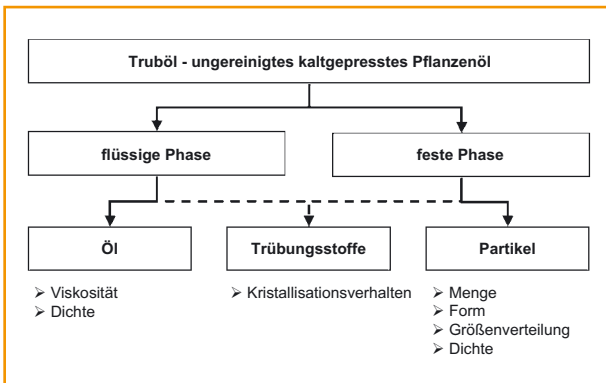 Truböl - ungereinigtes kaltgepresstes Pflanzenöl
flüssige Phase
feste Phase
Öl
Trübungsstoffe
Partikel
➢ Viskosität
➢ Dichte
➢ Kristallisationsverhalten
➢ Menge
➢ Form
➢ Größenverteilung
➢ Dichte